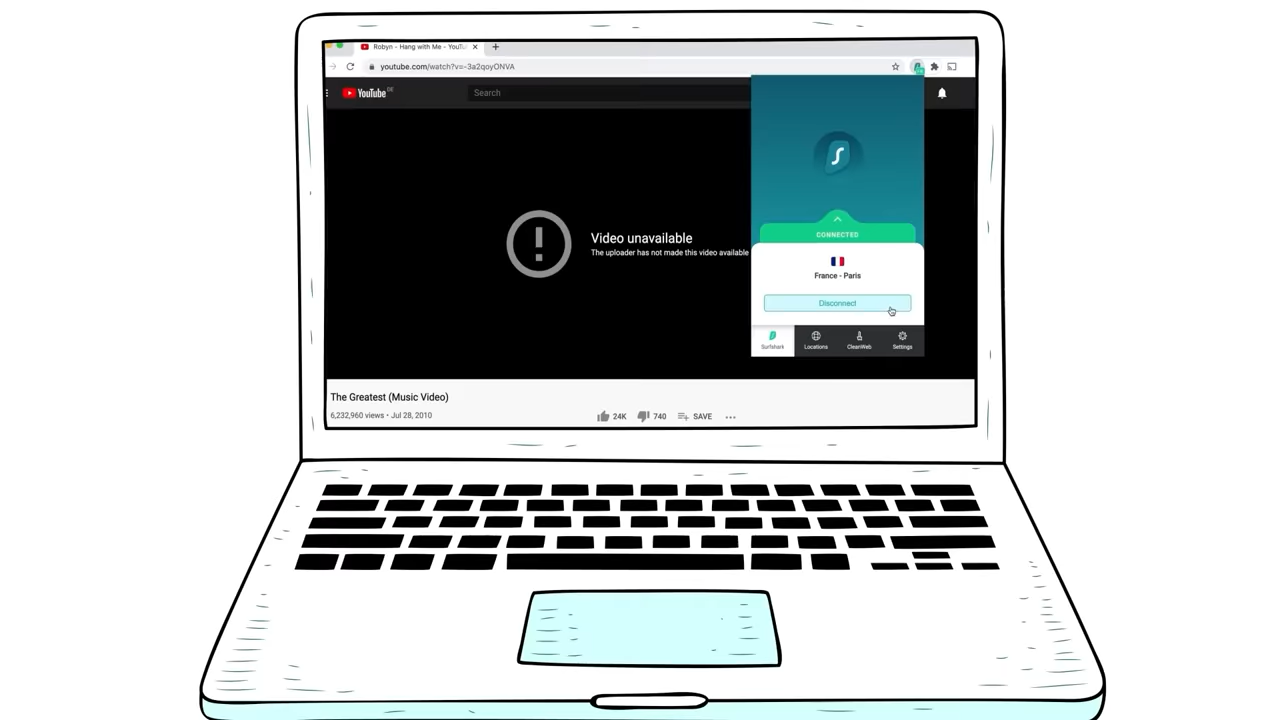 Robyn - Hang with Me - YouTu
youtube.com/watch?v=-3a2qoyONVA
YouTube DE
Search
Video unavailable
The uploader has not made this video available
CONNECTED
France - Paris
Disconnect
Surfshark
Locations
CleanWeb
Settings
The Greatest (Music Video)
6,232,960 views • Jul 28, 2010
24K
740
SAVE